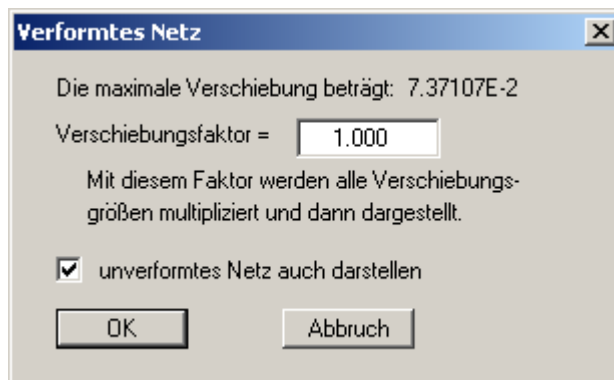 Verformtes Netz
Die maximale Verschiebung beträgt: 7.37107E-2
Verschiebungsfaktor = 1.000
Mit diesem Faktor werden alle Verschiebungs-
größen multipliziert und dann dargestellt.
unverformtes Netz auch darstellen
OK Abbruch